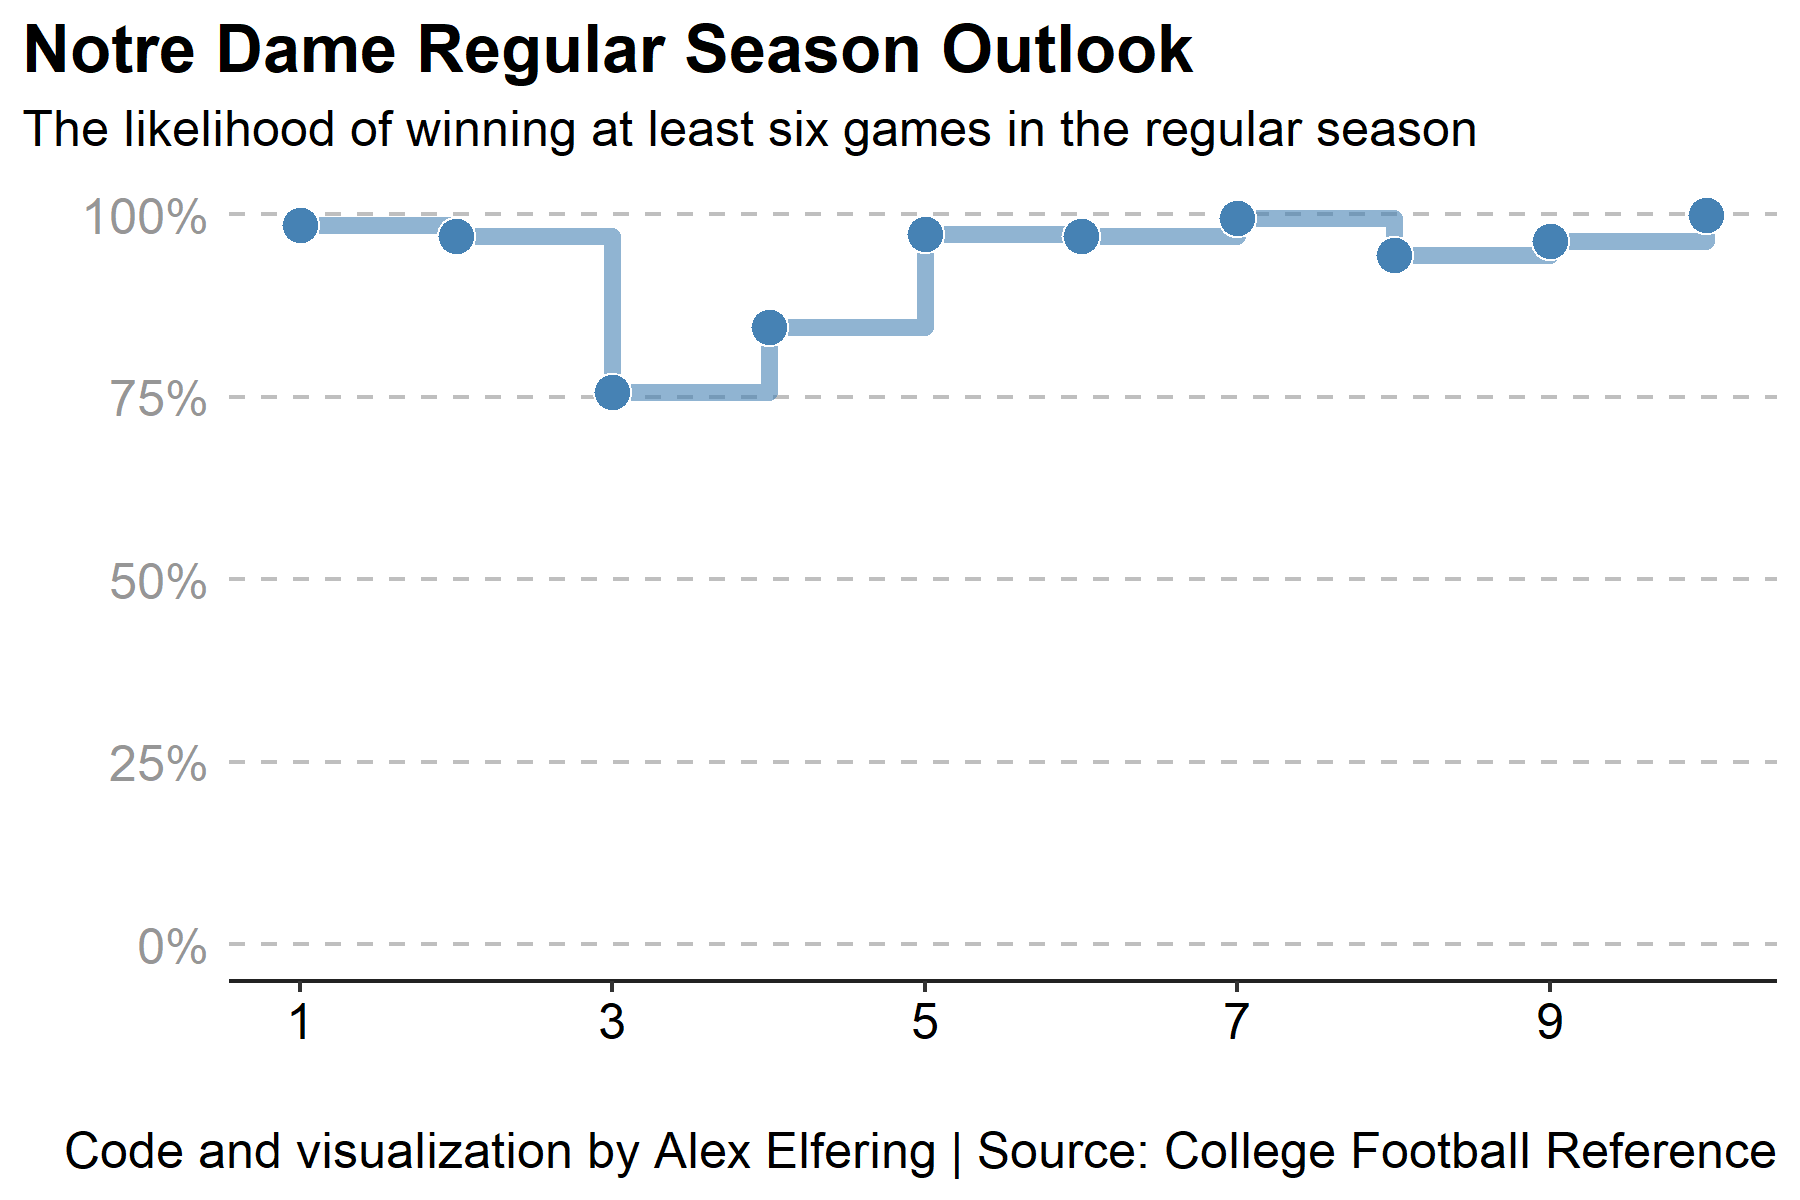 Notre Dame Regular Season Outlook
The likelihood of winning at least six games in the regular season
100%
75%
50%
25%
0%
1 3 5 7 9
Code and visualization by Alex Elfering | Source: College Football Reference